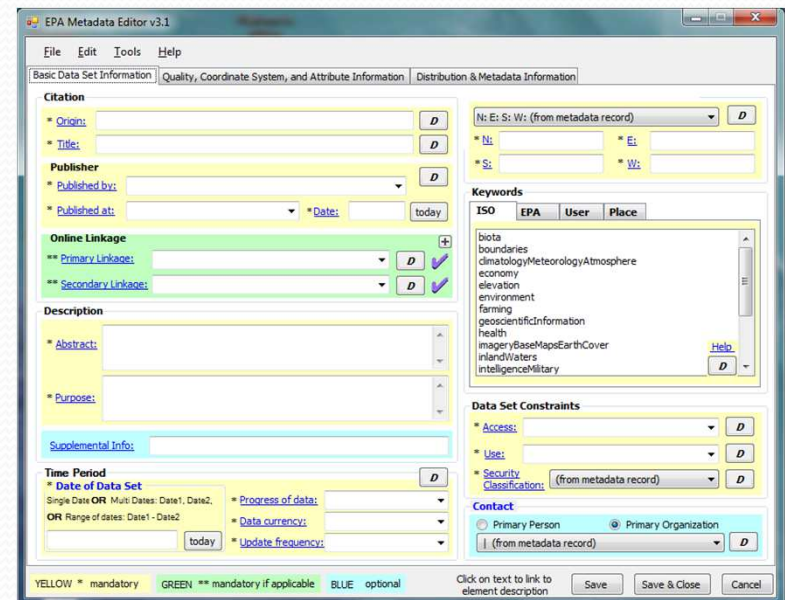 EPA Metadata Editor v3.1
File Edit Tools Help
Basic Data Set Information Quality, Coordinate System, and Attribute Information Distribution & Metadata Information
Citation
* Origin: D
* Title: D
Publisher
* Published by: D
* Published at: * Date: today
Online Linkage
** Primary Linkage: D
** Secondary Linkage: D
Description
* Abstract:
* Purpose:
Supplemental Info:
Time Period D
* Date of Data Set
Single Date OR Multi Dates: Date1, Date2,
OR Range of dates: Date1 - Date2
today
* Progress of data:
* Data currency:
* Update frequency:
N: E: S: W: (from metadata record) D
* N: * E:
* S: * W:
Keywords
ISO EPA User Place
biota
boundaries
climatologyMeteorologyAtmosphere
economy
elevation
environment
farming
geoscientificInformation
health
imageryBaseMapsEarthCover
inlandWaters
intelligenceMilitary
Help
D
Data Set Constraints
* Access: D
* Use: D
* Security
Classification: (from metadata record) D
Contact
Primary Person Primary Organization
| (from metadata record) D
YELLOW * mandatory GREEN ** mandatory if applicable BLUE optional
Click on text to link to
element description
Save Save & Close Cancel